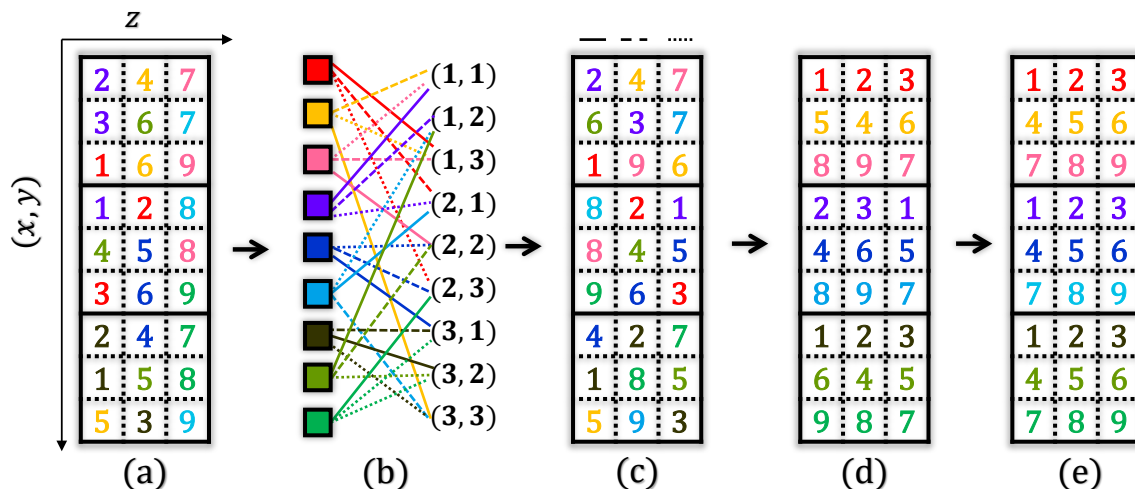 z
(x, y)
2 4 7
3 6 7
1 6 9
1 2 8
4 5 8
3 6 9
2 4 7
1 5 8
5 3 9
(a)
(1, 1)
(1, 2)
(1, 3)
(2, 1)
(2, 2)
(2, 3)
(3, 1)
(3, 2)
(3, 3)
(b)
2 4 7
6 3 7
1 9 6
8 2 1
8 4 5
9 6 3
4 2 7
1 8 5
5 9 3
(c)
1 2 3
5 4 6
8 9 7
2 3 1
4 6 5
8 9 7
1 2 3
6 4 5
9 8 7
(d)
1 2 3
4 5 6
7 8 9
1 2 3
4 5 6
7 8 9
1 2 3
4 5 6
7 8 9
(e)